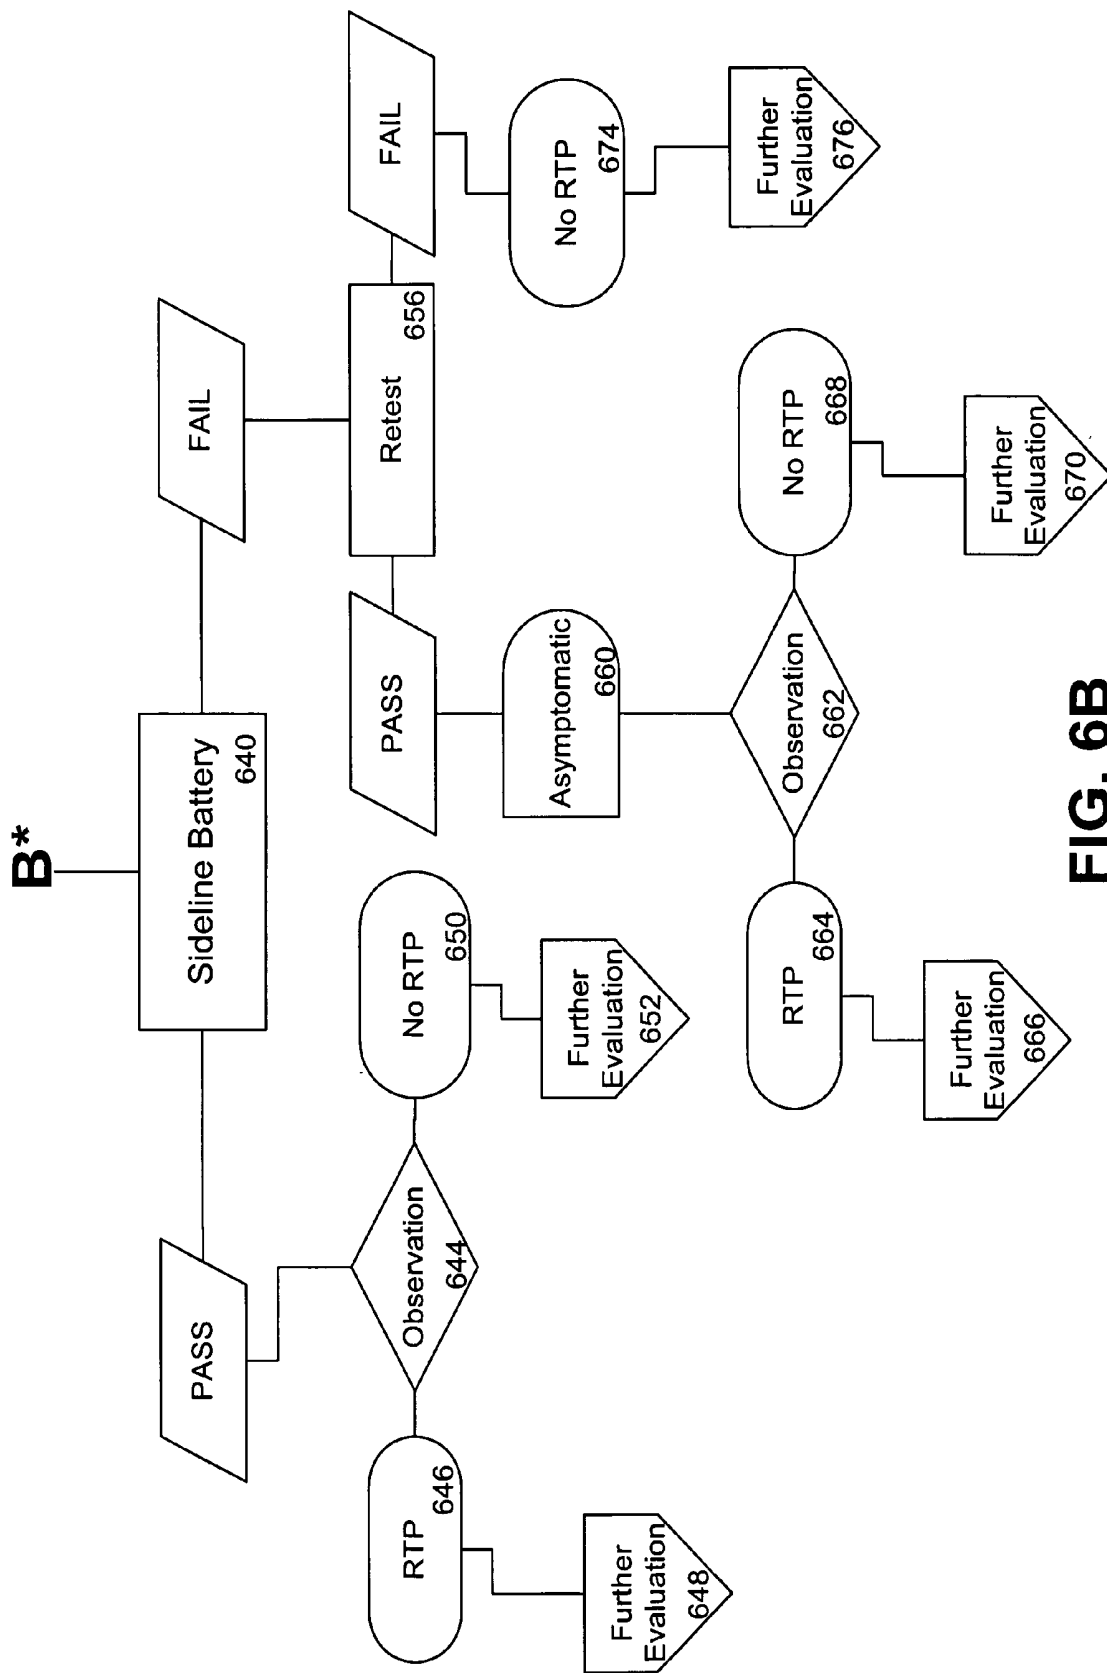 B*
Sideline Battery
640
PASS
FAIL
Observation
644
RTP
646
Further
Evaluation
648
No RTP
650
Further
Evaluation
652
Retest
656
PASS
FAIL
Asymptomatic
660
Observation
662
RTP
664
Further
Evaluation
666
No RTP
668
Further
Evaluation
670
No RTP
674
Further
Evaluation
676
FIG. 6B